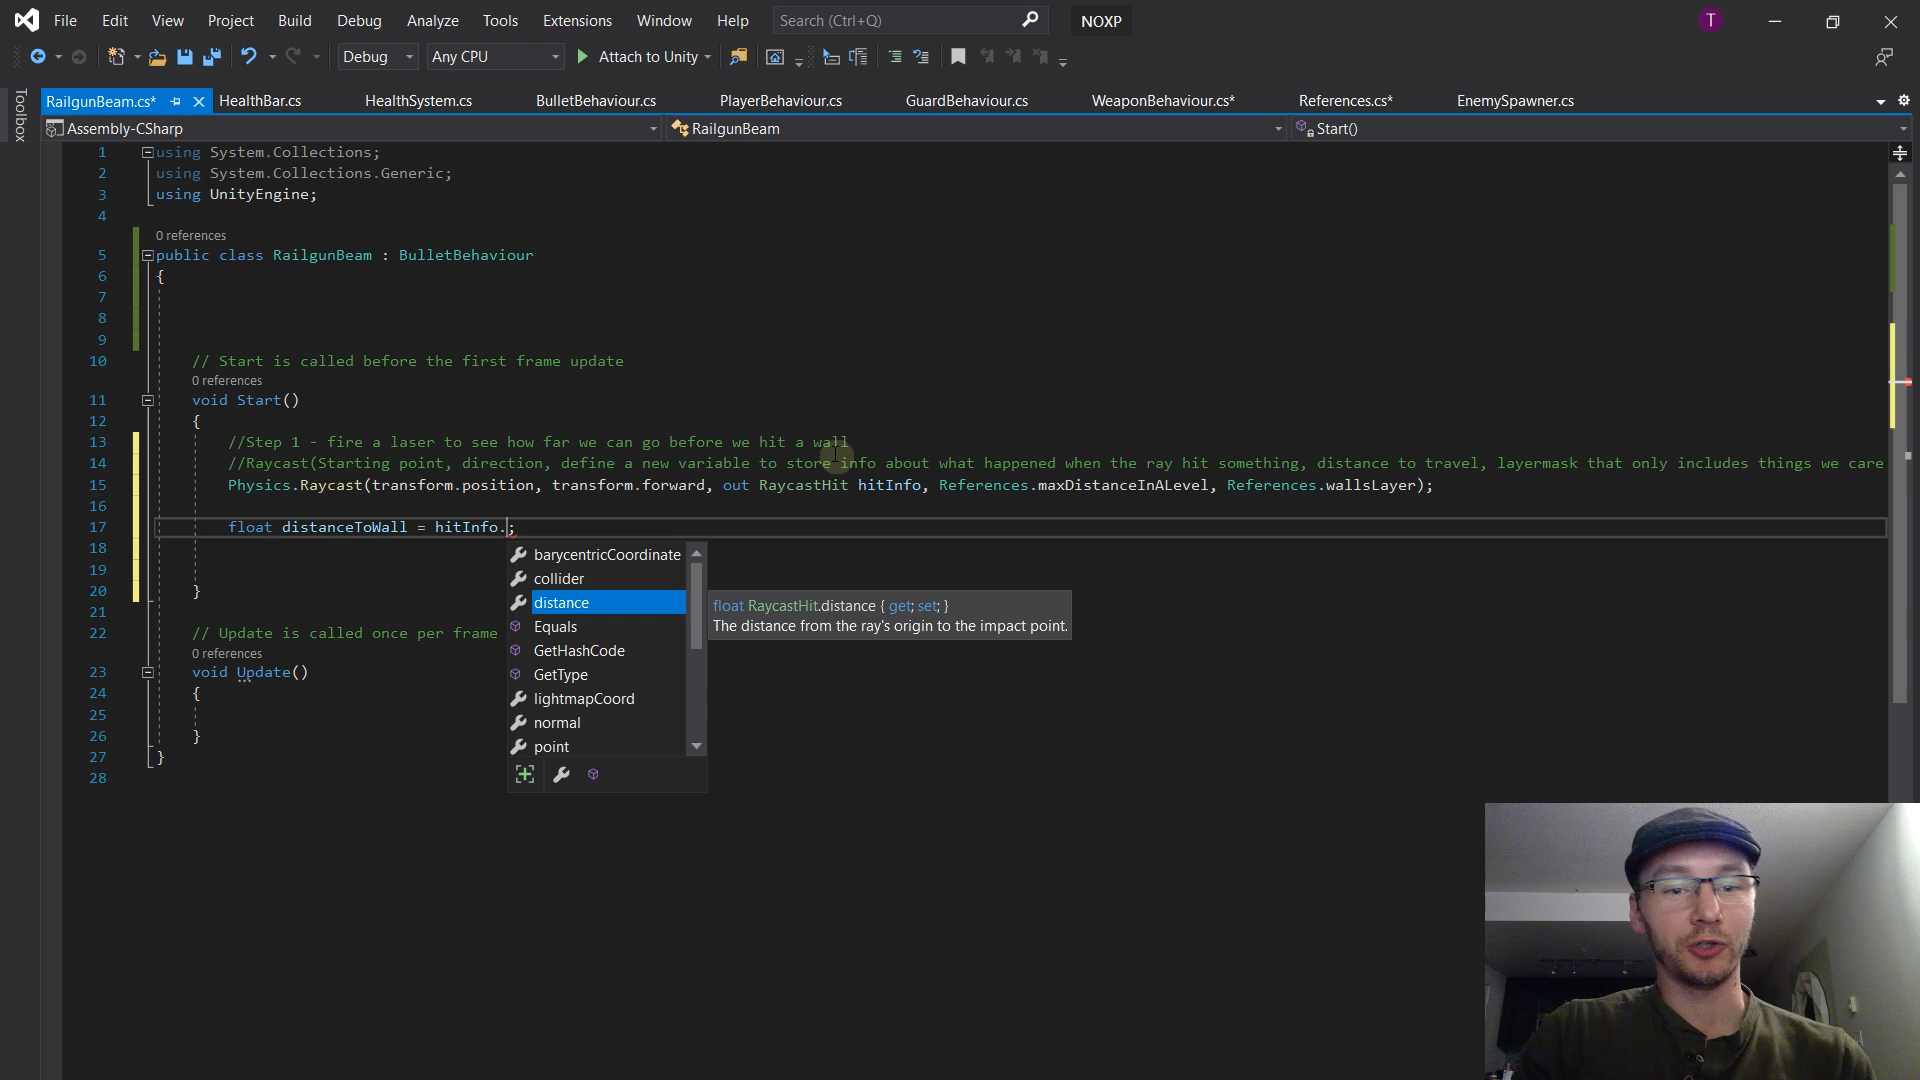 File Edit View Project Build Debug Analyze Tools Extensions Window Help Search (Ctrl+Q) NOXP T
Debug Any CPU Attach to Unity
Toolbox
RailgunBeam.cs* HealthBar.cs HealthSystem.cs BulletBehaviour.cs PlayerBehaviour.cs GuardBehaviour.cs WeaponBehaviour.cs* References.cs* EnemySpawner.cs
Assembly-CSharp RailgunBeam Start()
1 using System.Collections;
2 using System.Collections.Generic;
3 using UnityEngine;
4
0 references
5 public class RailgunBeam : BulletBehaviour
6 {
7
8
9
10 // Start is called before the first frame update
0 references
11 void Start()
12 {
13 //Step 1 - fire a laser to see how far we can go before we hit a wall
14 //Raycast(Starting point, direction, define a new variable to store info about what happened when the ray hit something, distance to travel, layermask that only includes things we care
15 Physics.Raycast(transform.position, transform.forward, out RaycastHit hitInfo, References.maxDistanceInALevel, References.wallsLayer);
16
17 float distanceToWall = hitInfo.;
18
19
20 }
21
22 // Update is called once per frame
0 references
23 void Update()
24 {
25
26 }
27 }
28
barycentricCoordinate
collider
distance
Equals
GetHashCode
GetType
lightmapCoord
normal
point
float RaycastHit.distance { get; set; }
The distance from the ray's origin to the impact point.